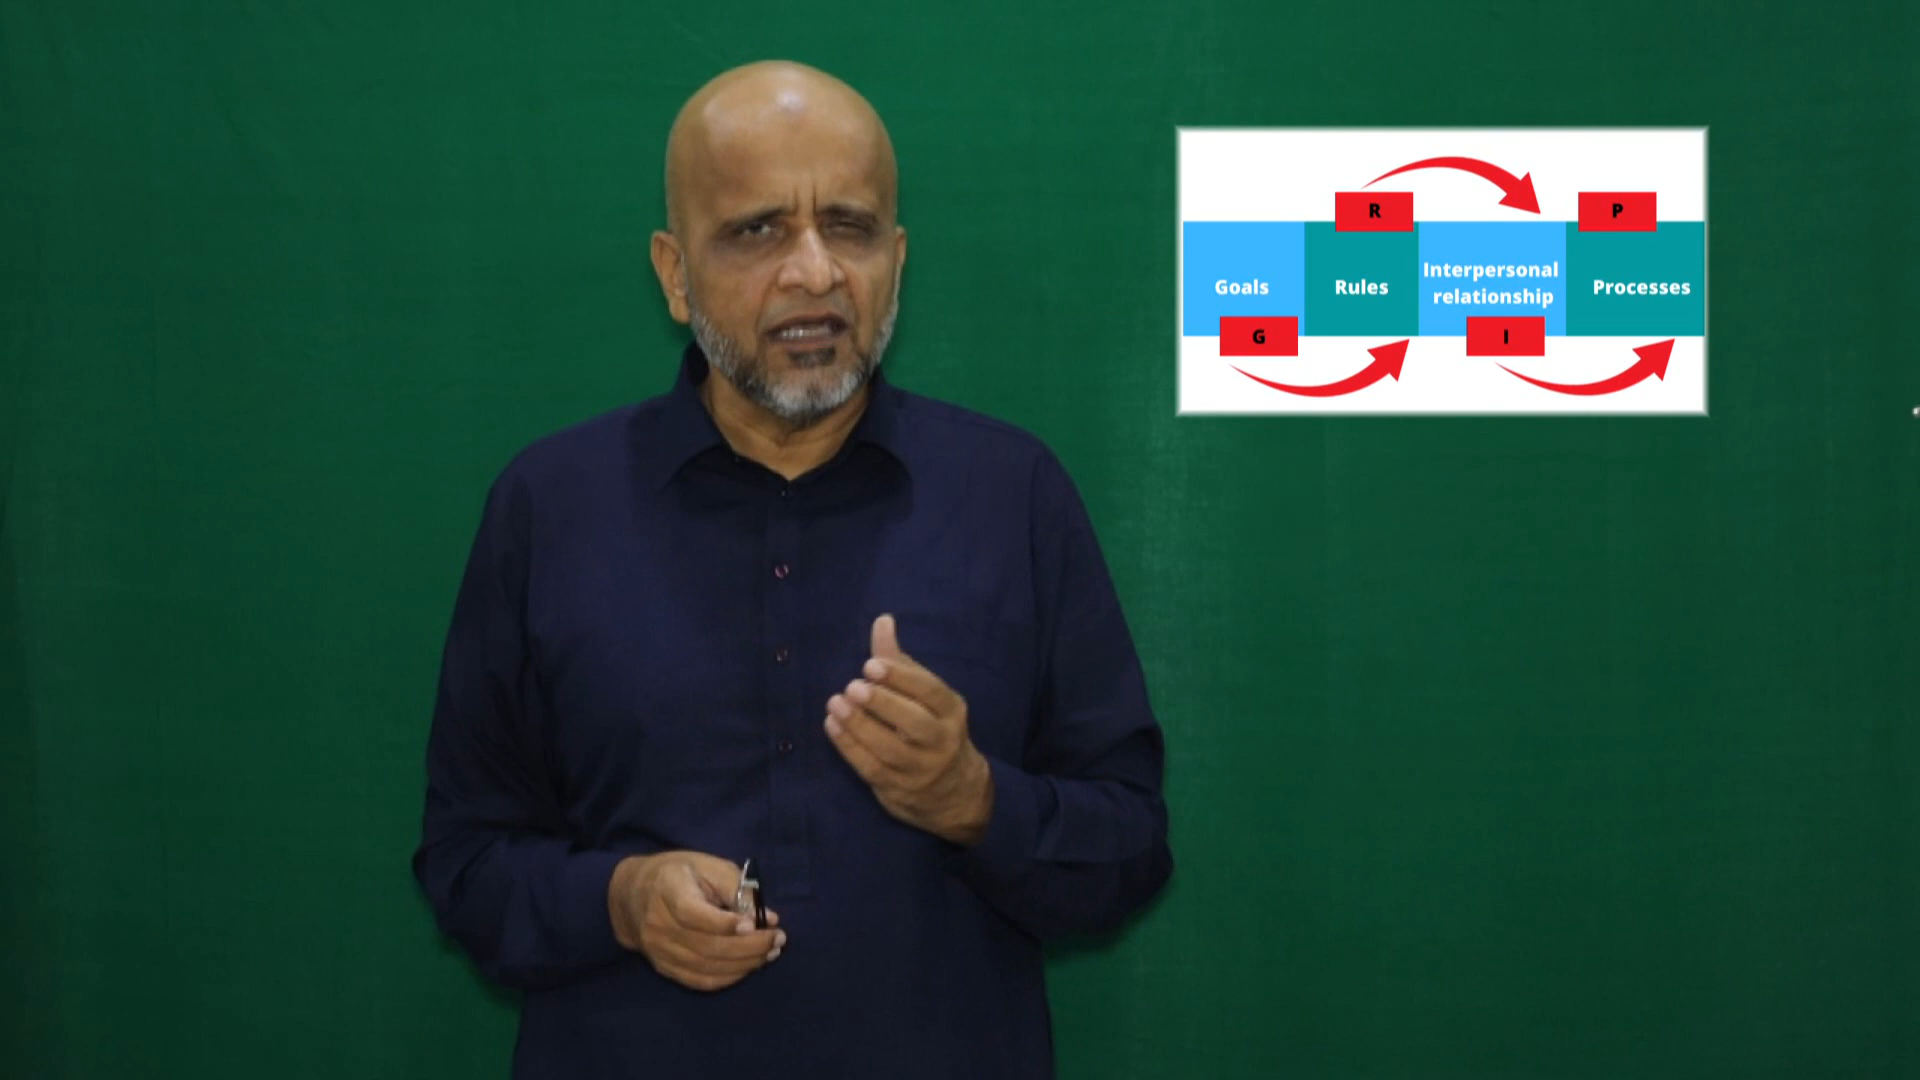 R
P
Goals
Rules
Interpersonal
relationship
Processes
G
I